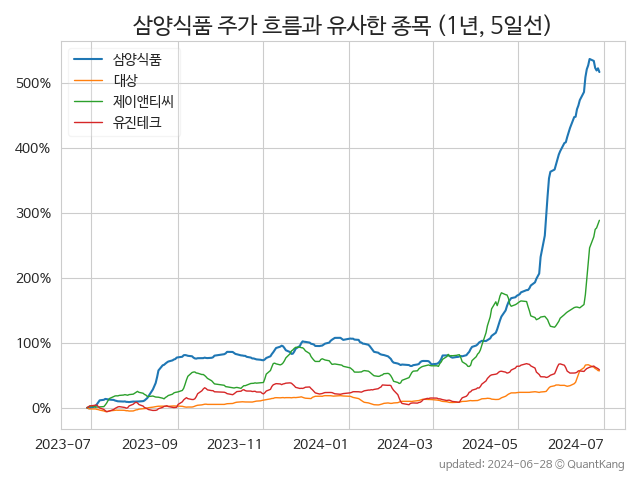 삼양식품 주가 흐름과 유사한 종목 (1년, 5일선)
삼양식품
대상
제이앤티씨
유진테크
500%
400%
300%
200%
100%
0%
2023-07 2023-09 2023-11 2024-01 2024-03 2024-05 2024-07
updated: 2024-06-28 ⓒ QuantKang